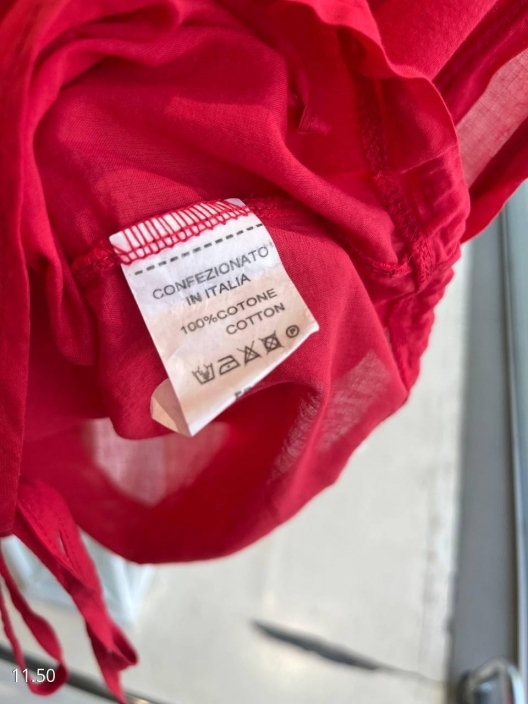 CONFEZIONATO
IN ITALIA
100%COTONE
COTTON
P
11.50